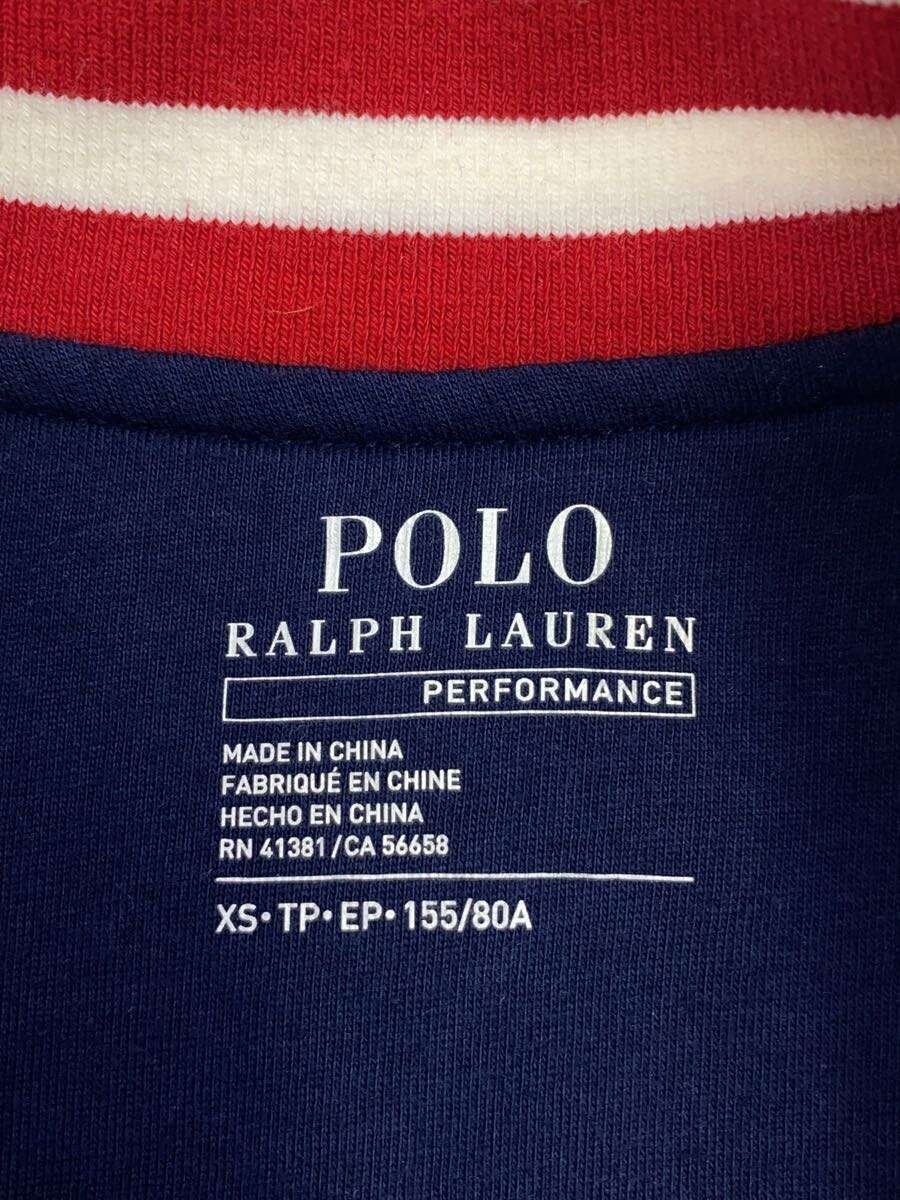 POLO
RALPH LAUREN
PERFORMANCE
MADE IN CHINA
FABRIQUÉ EN CHINE
HECHO EN CHINA
RN 41381/CA 56658
XS• TP• EP• 155/80A